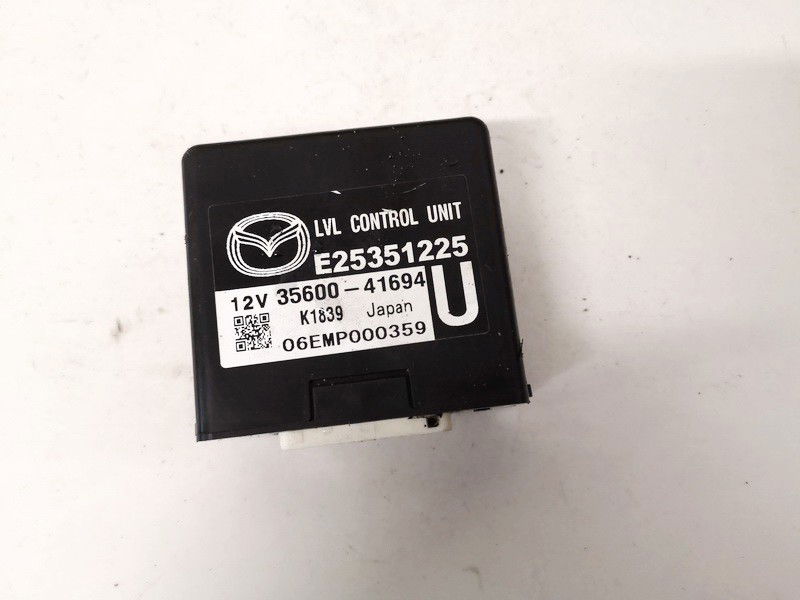 LVL CONTROL UNIT
E25351225
12V 35600-41694
U
K1839 Japan
06EMP000359